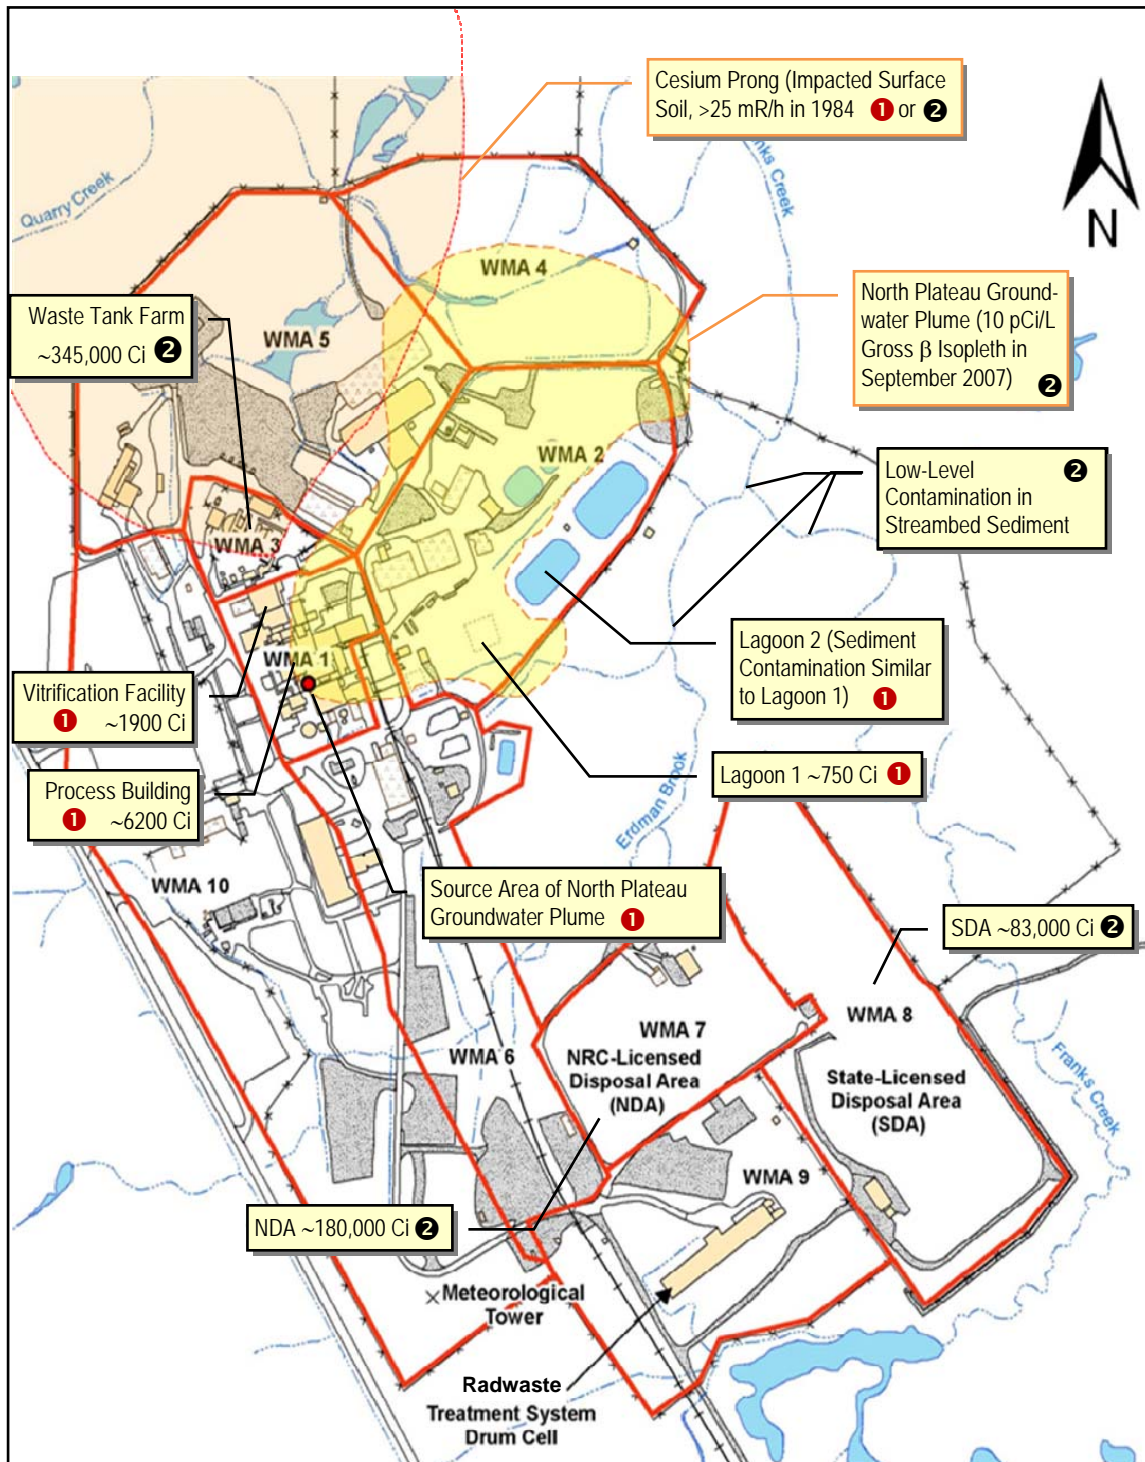 Cesium Prong (Impacted Surface
Soil, >25 mR/h in 1984 ❶ or ❷
nks Creek
N
Quarry Creek
WMA 4
North Plateau Ground-
water Plume (10 pCi/L
Gross β Isopleth in
September 2007)
❷
Waste Tank Farm
~345,000 Ci ❷
WMA 5
WMA 2
Low-Level ❷
Contamination in
Streambed Sediment
WMA 3
Lagoon 2 (Sediment
Contamination Similar
to Lagoon 1) ❶
WMA 1
Vitrification Facility
❶ ~1900 Ci
Lagoon 1 ~750 Ci ❶
Process Building
❶ ~6200 Ci
Erdman Brook
Source Area of North Plateau
Groundwater Plume ❶
WMA 10
SDA ~83,000 Ci ❷
WMA 7
NRC-Licensed
Disposal Area
(NDA)
WMA 8
State-Licensed
Disposal Area
(SDA)
Franks Creek
WMA 6
WMA 9
NDA ~180,000 Ci ❷
Meteorological
Tower
Radwaste
Treatment System
Drum Cell